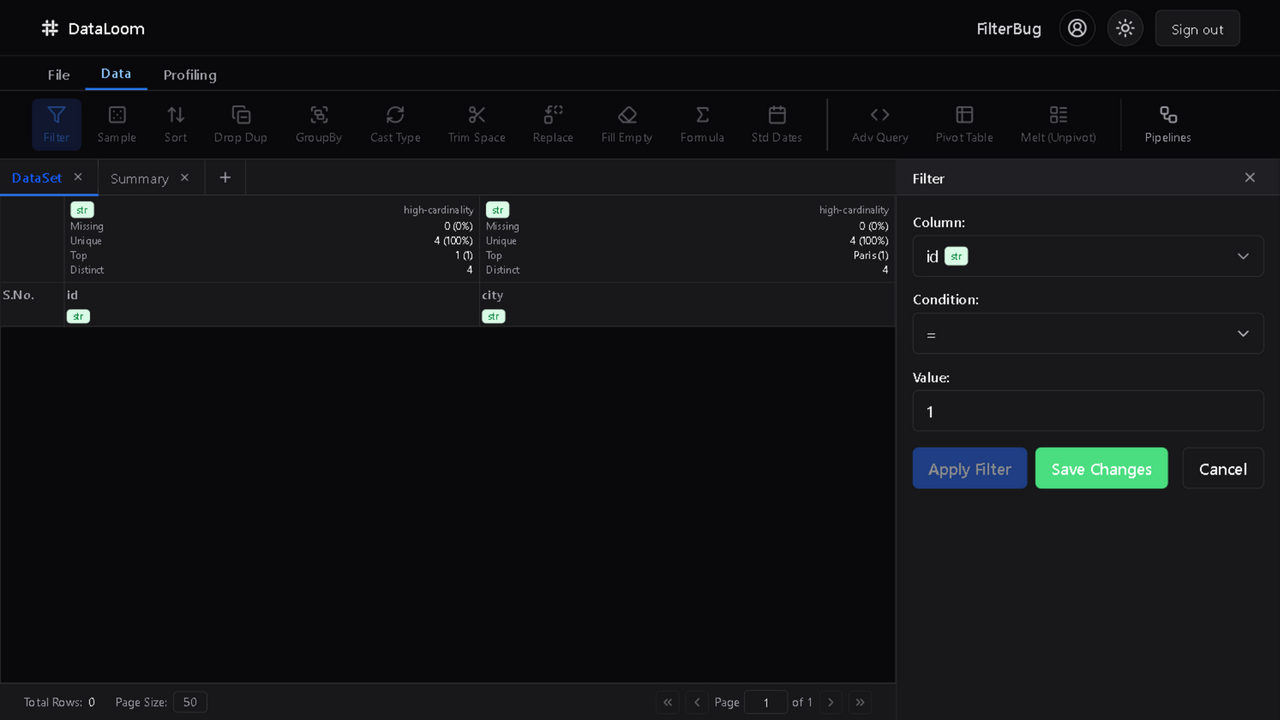 DataLoom
FilterBug
Sign out
File Data Profiling
Filter Sample Sort Drop Dup GroupBy Cast Type Trim Space Replace Fill Empty Formula Std Dates Adv Query Pivot Table Melt (Unpivot) Pipelines
DataSet × Summary × +
Filter
str high-cardinality str high-cardinality
Missing 0 (0%) Missing 0 (0%)
Unique 4 (100%) Unique 4 (100%)
Top 1 (1) Top Paris (1)
Distinct 4 Distinct 4
S.No. id city
str str
Column:
id str
Condition:
=
Value:
1
Apply Filter Save Changes Cancel
Total Rows: 0 Page Size: 50 « ‹ Page 1 of 1 › »